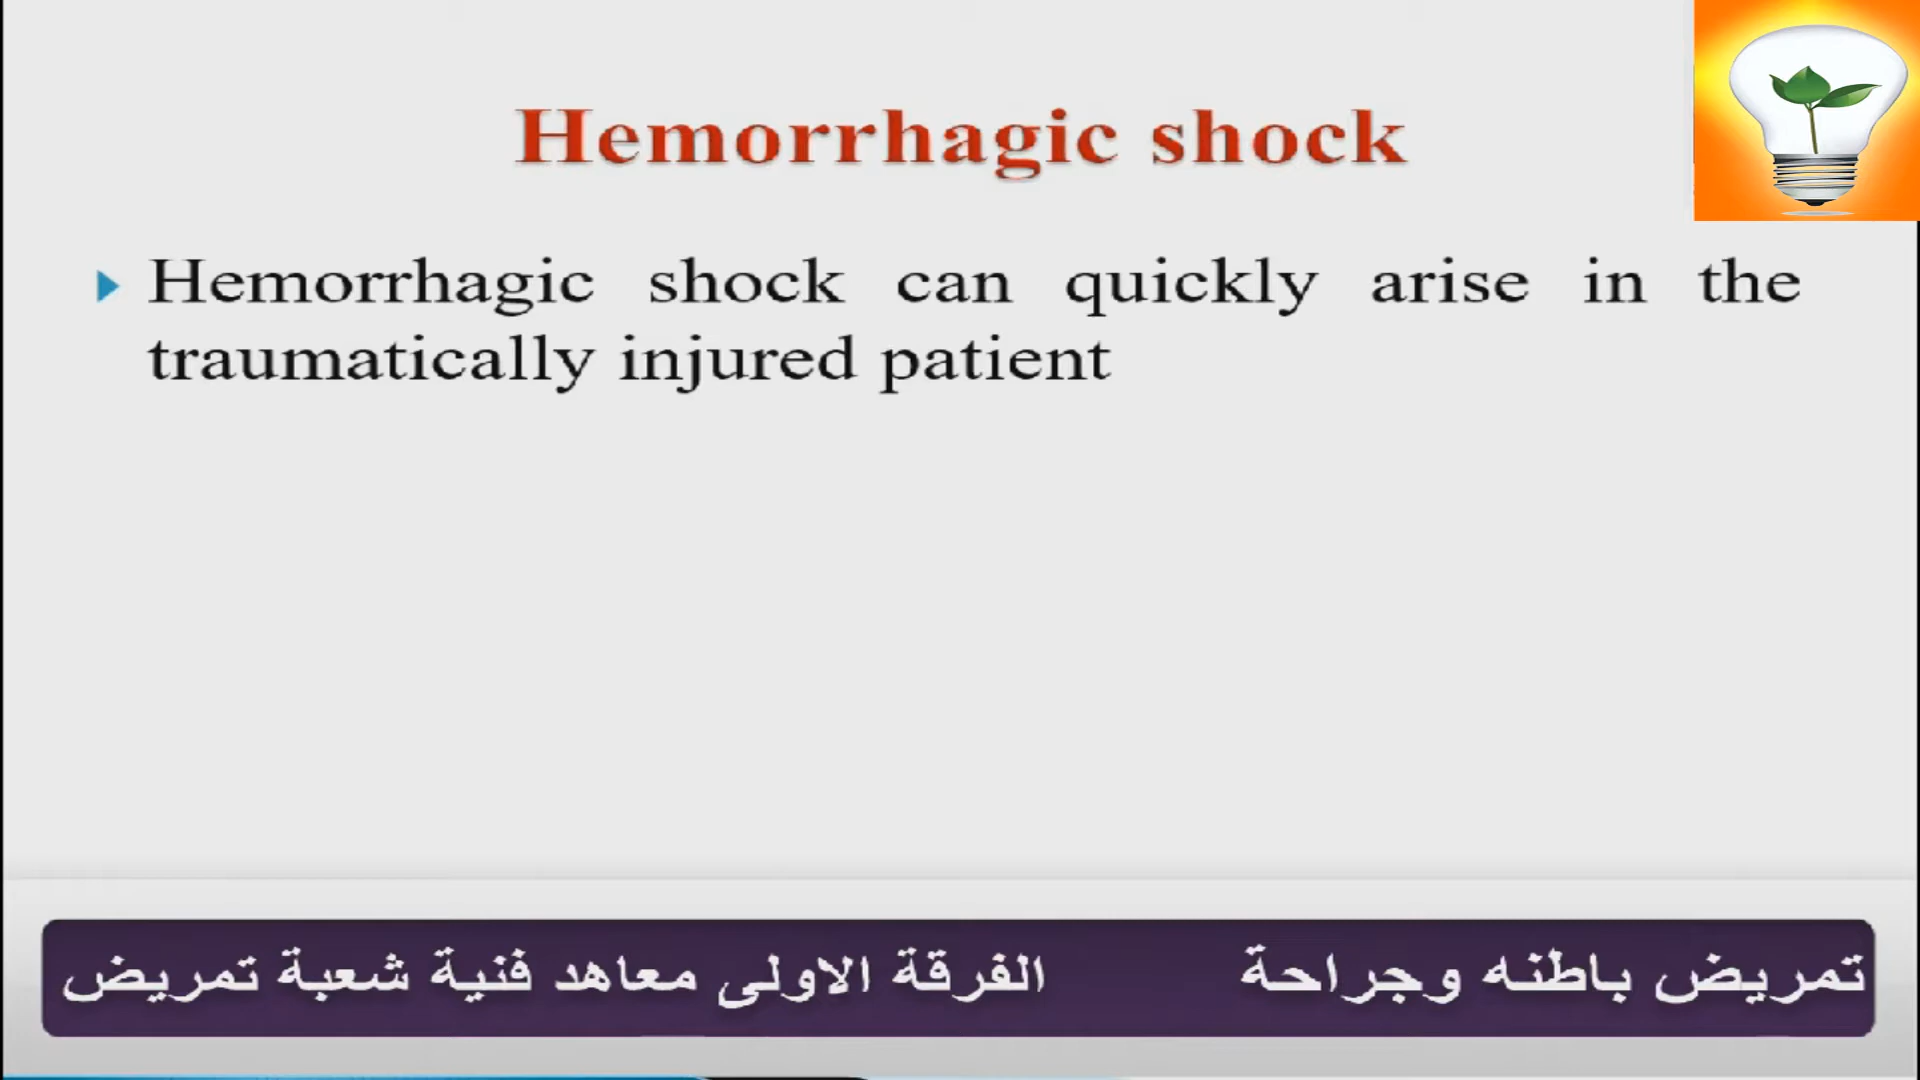 Hemorrhagic shock
Hemorrhagic shock can quickly arise in the
traumatically injured patient
تمريض باطنه وجراحة الفرقة الاولى معاهد فنية شعبة تمريض